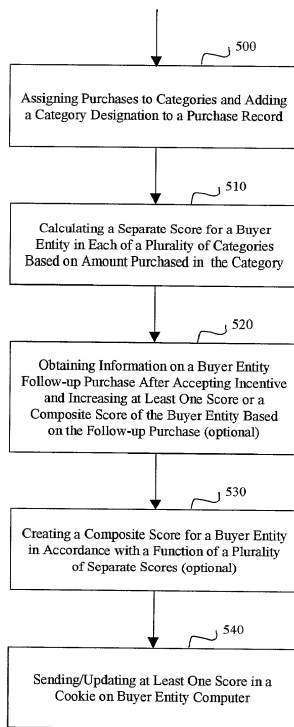 500
Assigning Purchases to Categories and Adding
a Category Designation to a Purchase Record
510
Calculating a Separate Score for a Buyer
Entity in Each of a Plurality of Categories
Based on Amount Purchased in the Category
520
Obtaining Information on a Buyer Entity
Follow-up Purchase After Accepting Incentive
and Increasing at Least One Score or a
Composite Score of the Buyer Entity Based
on the Follow-up Purchase (optional)
530
Creating a Composite Score for a Buyer Entity
in Accordance with a Function of a Plurality
of Separate Scores (optional)
540
Sending/Updating at Least One Score in a
Cookie on Buyer Entity Computer